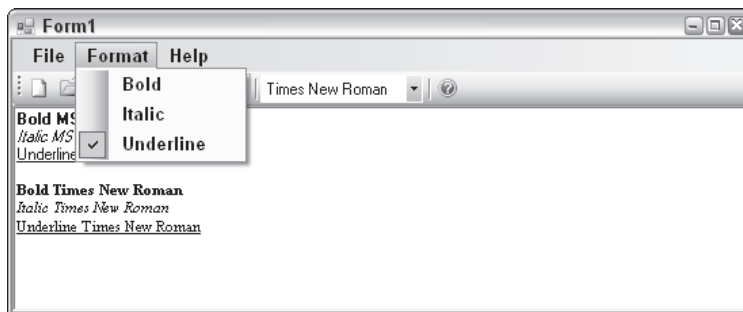 Form1
File Format Help
Bold
Italic
Underline
Times New Roman
Bold MS
Italic MS
Underline
Bold Times New Roman
Italic Times New Roman
Underline Times New Roman